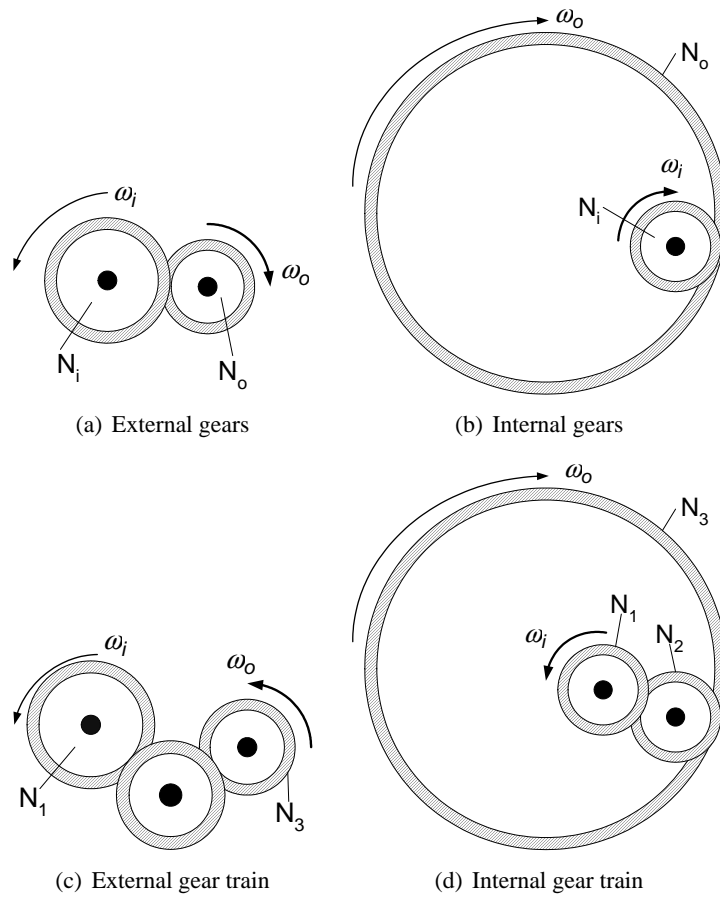 ω_o
N_o
ω_i
N_i
ω_i
ω_o
N_i
N_o
(a) External gears
(b) Internal gears
ω_o
N_3
N_1
ω_i
N_2
ω_i
ω_o
N_1
N_3
(c) External gear train
(d) Internal gear train